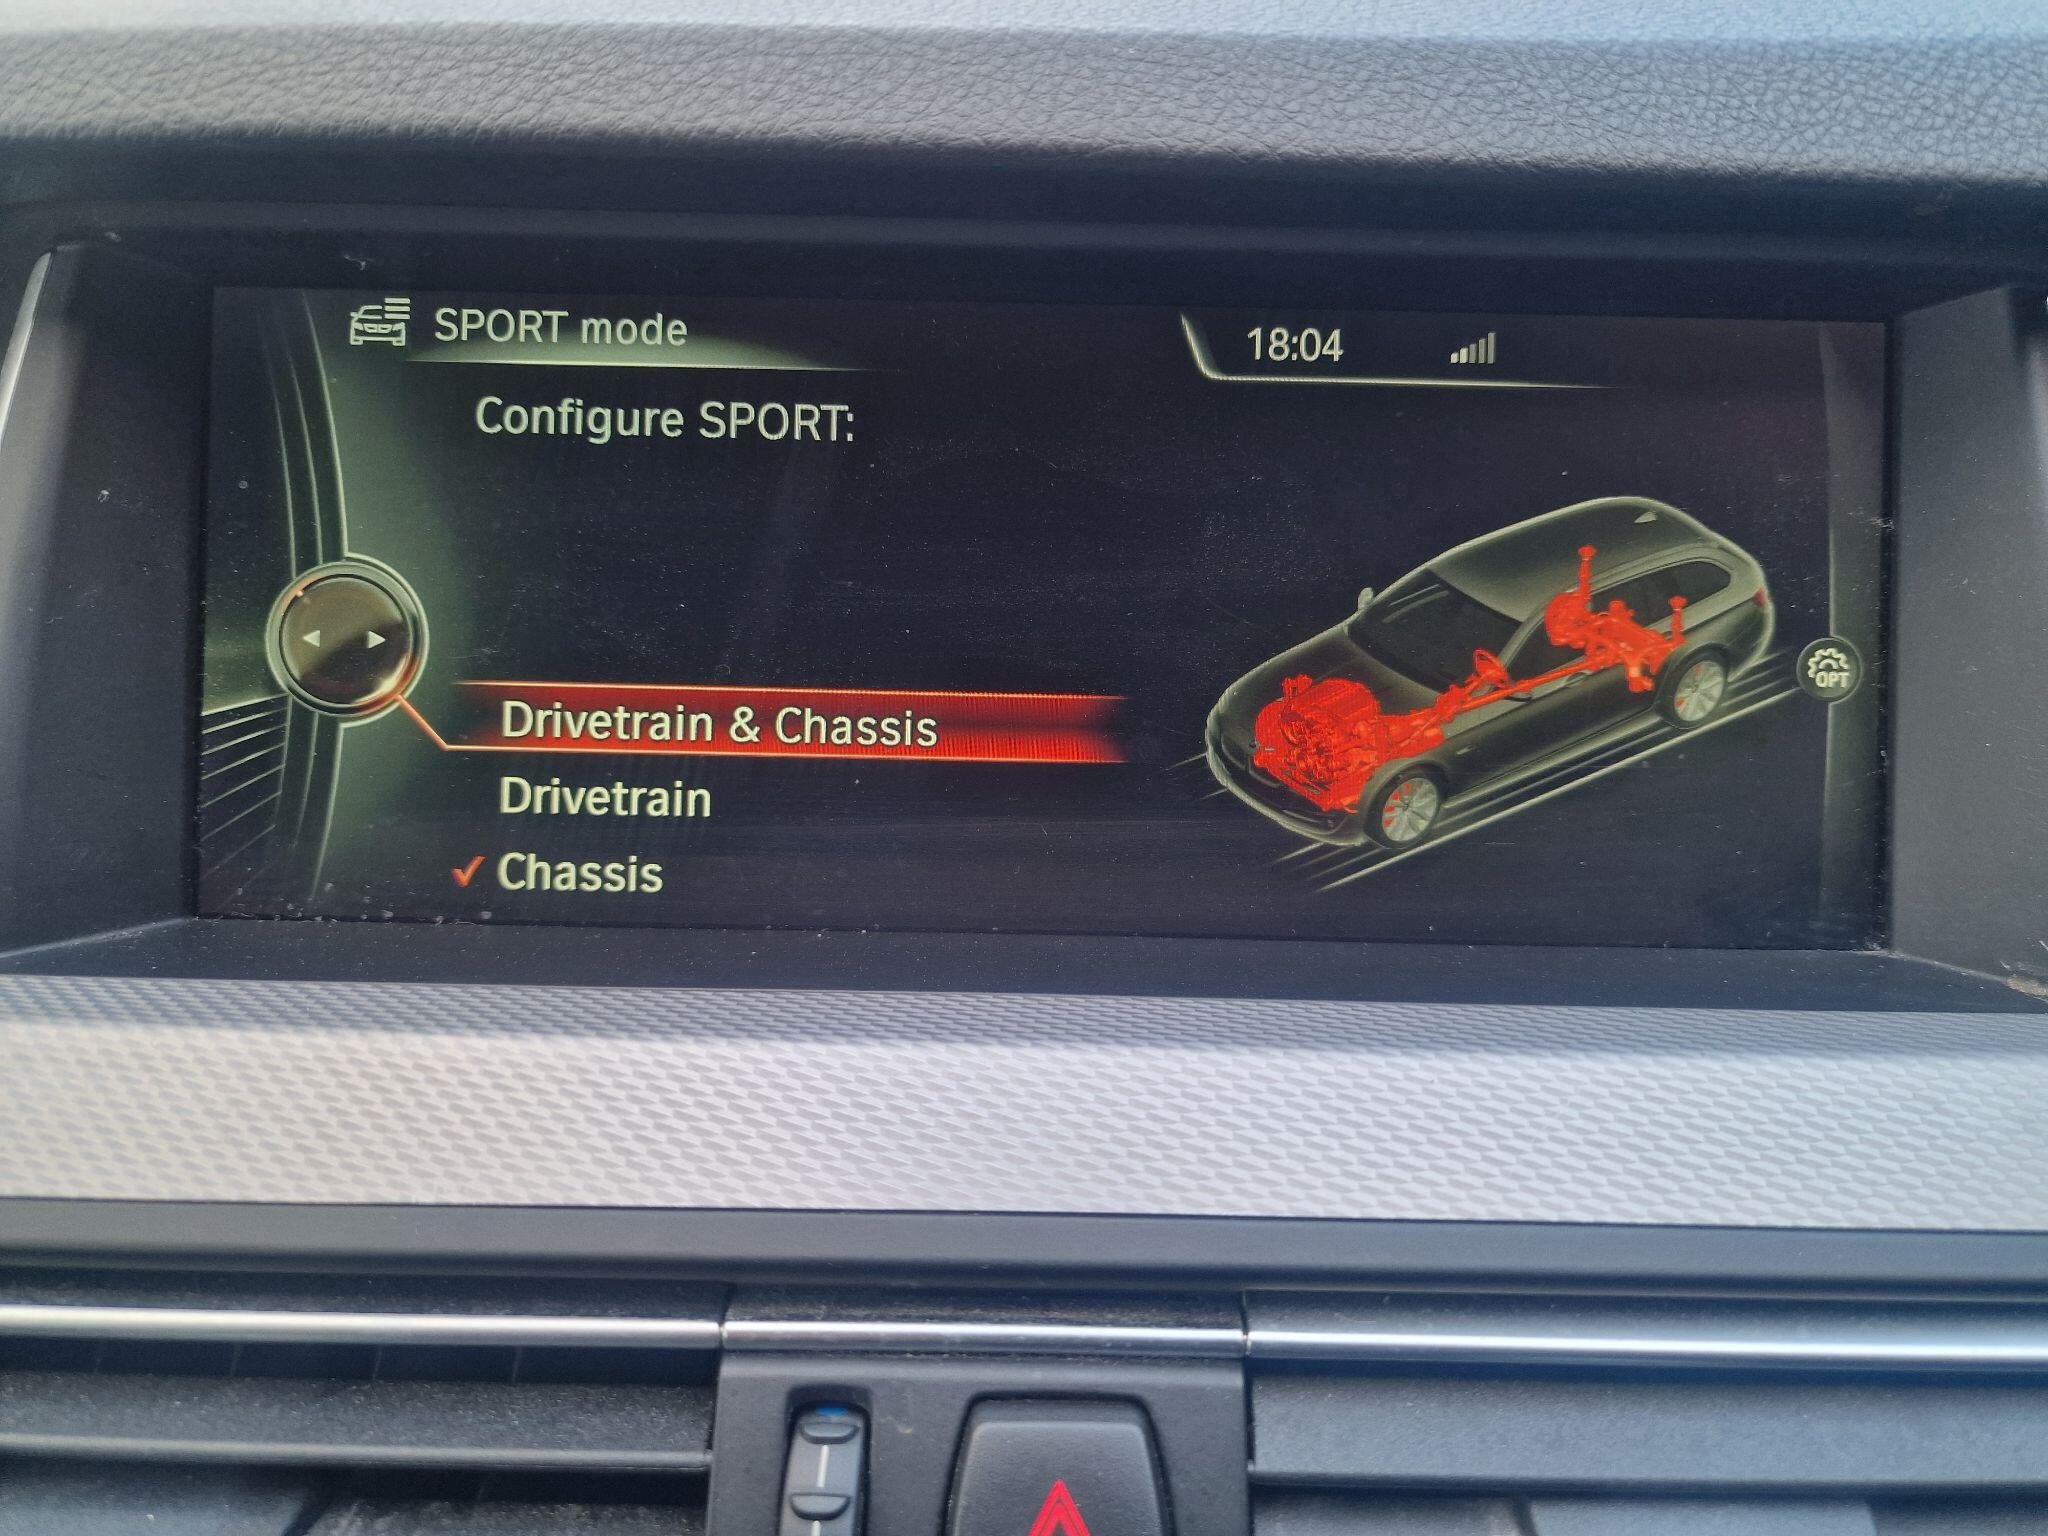 SPORT mode
18:04
Configure SPORT:
Drivetrain & Chassis
Drivetrain
Chassis
OPT